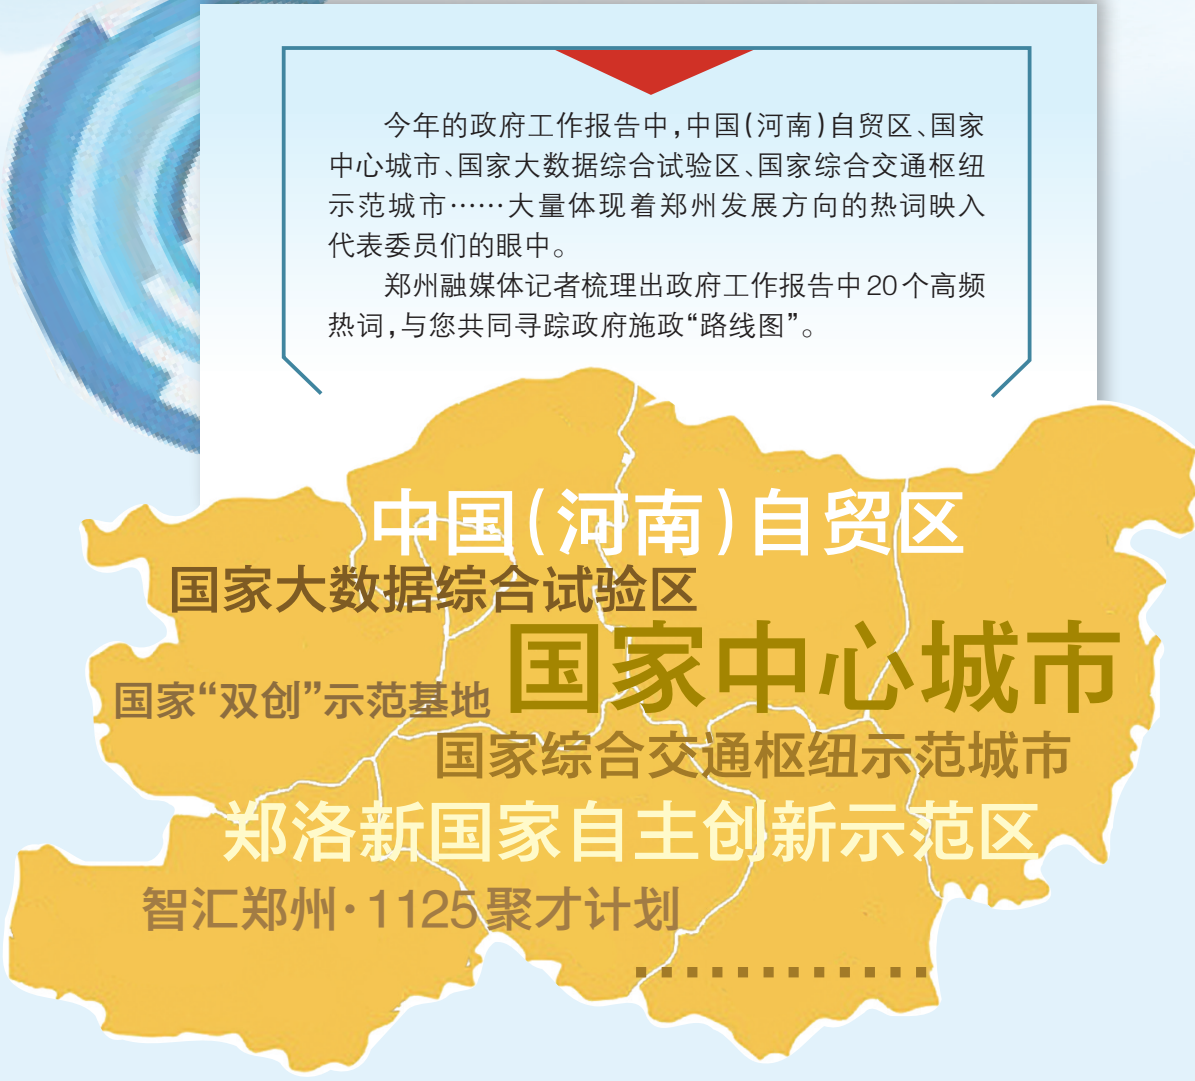 今年的政府工作报告中,中国(河南)自贸区、国家
中心城市、国家大数据综合试验区、国家综合交通枢纽
示范城市……大量体现着郑州发展方向的热词映入
代表委员们的眼中。
郑州融媒体记者梳理出政府工作报告中20个高频
热词,与您共同寻踪政府施政“路线图”。
中国(河南)自贸区
国家大数据综合试验区
国家中心城市
国家“双创”示范基地
国家综合交通枢纽示范城市
郑洛新国家自主创新示范区
智汇郑州·1125聚才计划
............